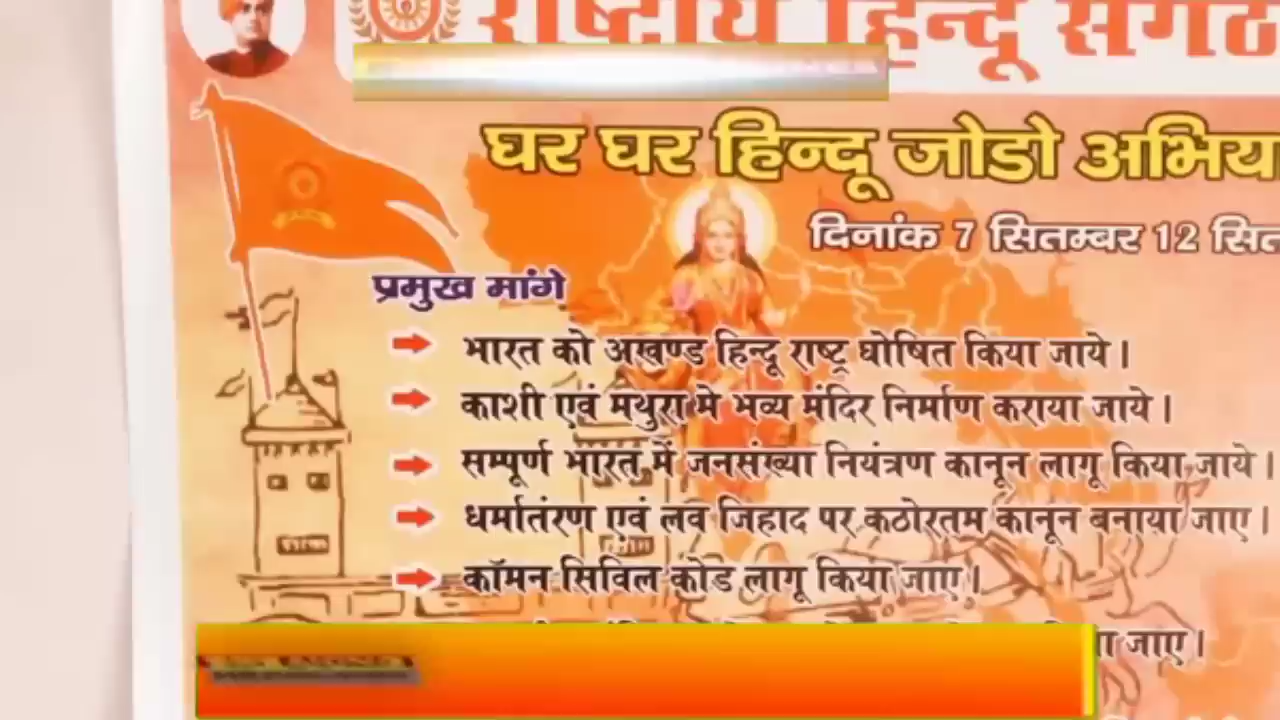 राष्ट्रीय हिन्दू संगठ
घर घर हिन्दू जोडो अभिया
दिनांक 7 सितम्बर 12 सित
प्रमुख मांगे
भारत को अखण्ड हिन्दू राष्ट्र घोषित किया जाये।
काशी एवं मथुरा मे भव्य मंदिर निर्माण कराया जाये।
सम्पूर्ण भारत में जनसंख्या नियंत्रण कानून लागू किया जाये।
धर्मातंरण एवं लव जिहाद पर कठोरतम कानून बनाया जाए।
कॉमन सिविल कोड लागू किया जाए।
जाए।